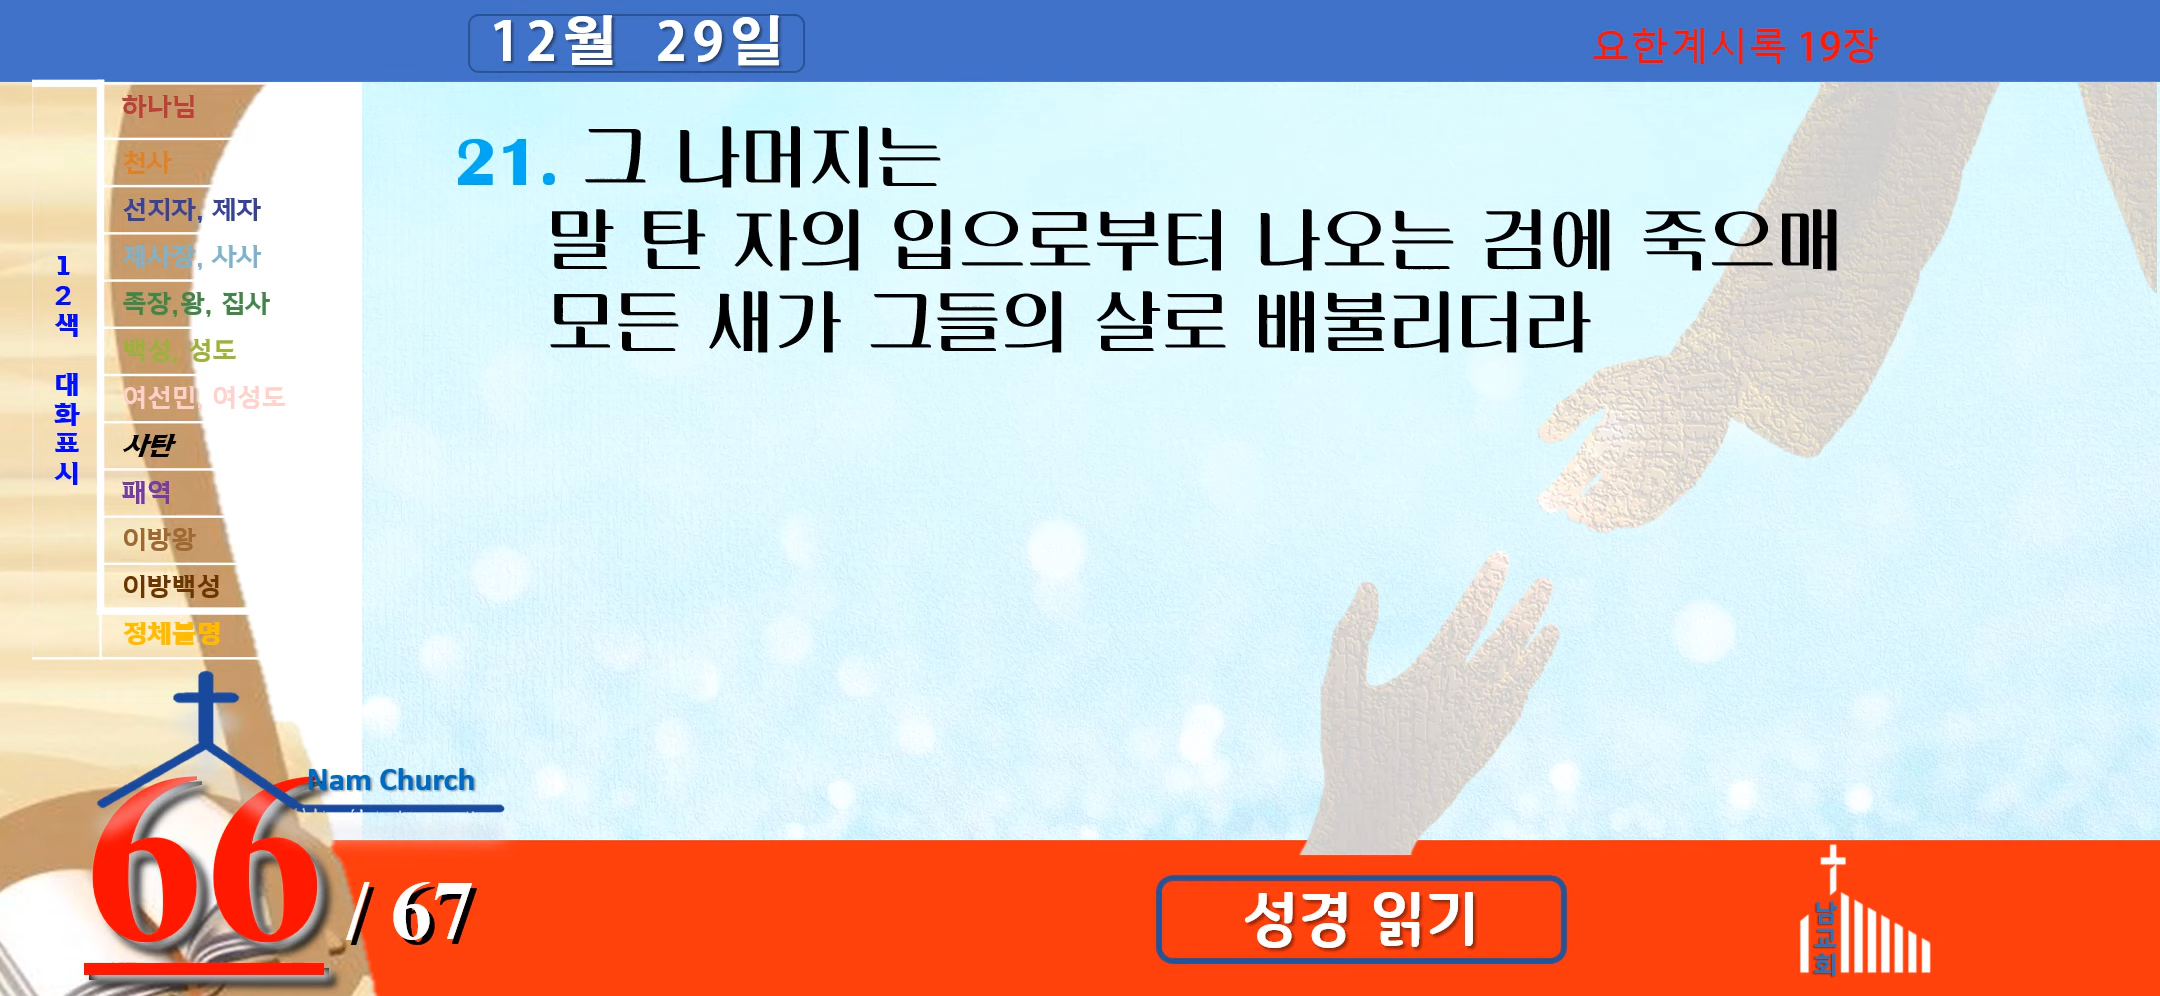 12월 29일
요한계시록 19장
하나님
천사
선지자, 제자
제사장, 사사
족장,왕, 집사
백성, 성도
여선민, 여성도
사탄
패역
이방왕
이방백성
정체불명
12색 대화표시
21. 그 나머지는
말 탄 자의 입으로부터 나오는 검에 죽으매
모든 새가 그들의 살로 배불리더라
Nam Church
66 / 67
성경 읽기
남교회